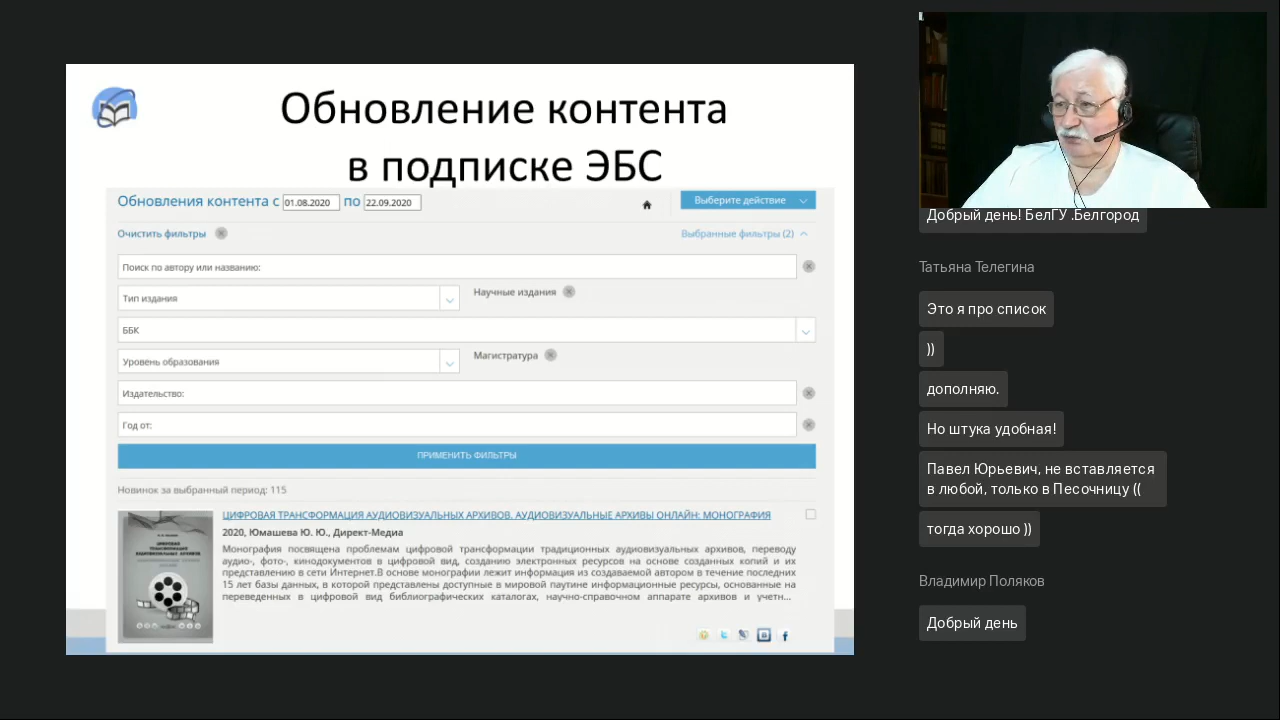 Обновление контента
в подписке ЭБС
Обновления контента с 01.08.2020 по 22.09.2020
Выберите действие
Очистить фильтры
Выбранные фильтры (2)
Поиск по автору или названию:
Тип издания
Научные издания
ББК
Уровень образования
Магистратура
Издательство:
Год от:
ПРИМЕНИТЬ ФИЛЬТРЫ
Новинок за выбранный период: 115
ЦИФРОВАЯ ТРАНСФОРМАЦИЯ АУДИОВИЗУАЛЬНЫХ АРХИВОВ. АУДИОВИЗУАЛЬНЫЕ АРХИВЫ ОНЛАЙН: МОНОГРАФИЯ
2020, Юмашева Ю. Ю., Директ-Медиа
Монография посвящена проблемам цифровой трансформации традиционных аудиовизуальных архивов, переводу
аудио-, фото-, кинодокументов в цифровой вид, созданию электронных ресурсов на основе созданных копий и их
представлению в сети Интернет.В основе монографии лежит информация из создаваемой автором в течение последних
15 лет базы данных, в которой представлены доступные в мировой паутине информационные ресурсы, основанные на
переведенных в цифровой вид библиографических каталогах, научно-справочном аппарате архивов и учетн...
Добрый день! БелГУ .Белгород
Татьяна Телегина
Это я про список
))
дополняю.
Но штука удобная!
Павел Юрьевич, не вставляется
в любой, только в Песочницу ((
тогда хорошо ))
Владимир Поляков
Добрый день